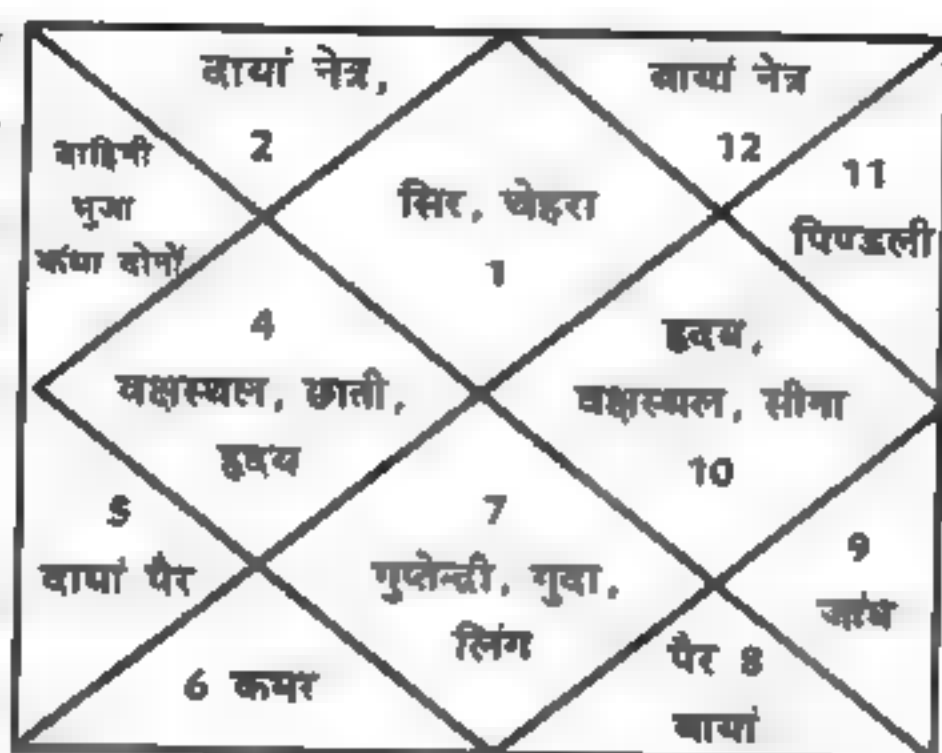 दायां नेत्र,
2
बायां नेत्र
12
दाहिनी
भुजा
कंधा दोनों
सिर, चेहरा
1
11
पिण्डली
4
वक्षस्थल, छाती,
हृदय
हृदय,
वक्षस्थल, सीना
10
5
दायां पैर
7
गुप्तेन्द्री, गुदा,
लिंग
9
जांघ
6 कमर
पैर 8
बायां